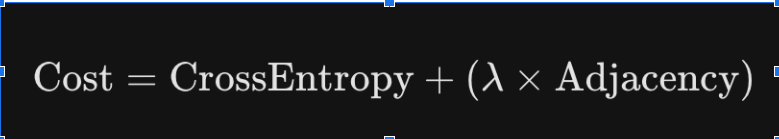 Cost = CrossEntropy + (λ × Adjacency)